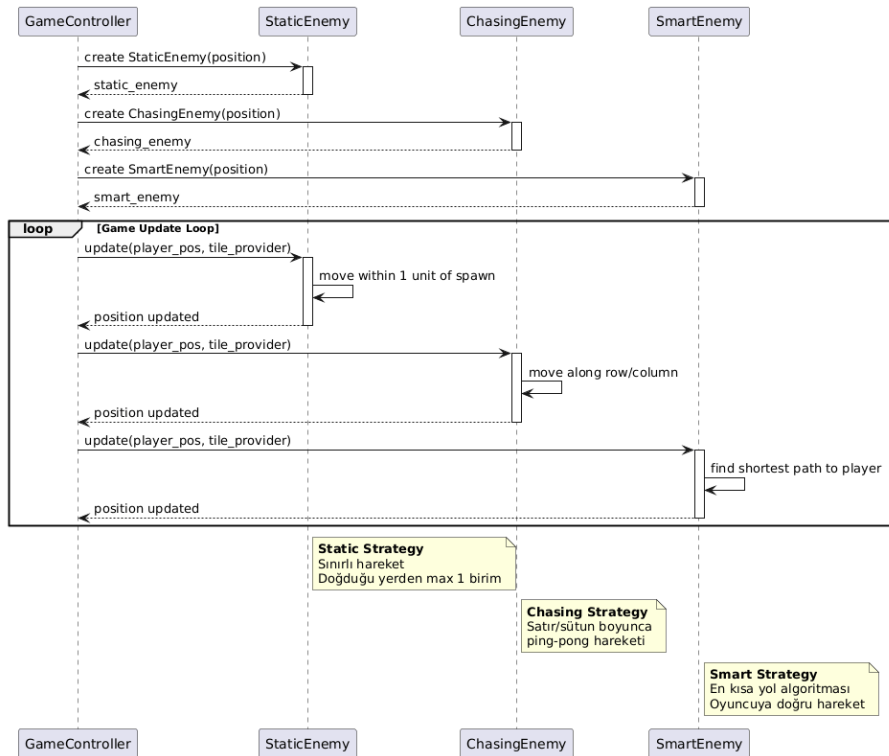 GameController StaticEnemy ChasingEnemy SmartEnemy
create StaticEnemy(position)
static_enemy
create ChasingEnemy(position)
chasing_enemy
create SmartEnemy(position)
smart_enemy
loop [Game Update Loop]
update(player_pos, tile_provider)
move within 1 unit of spawn
position updated
update(player_pos, tile_provider)
move along row/column
position updated
update(player_pos, tile_provider)
find shortest path to player
position updated
Static Strategy
Sınırlı hareket
Doğduğu yerden max 1 birim
Chasing Strategy
Satır/sütun boyunca
ping-pong hareketi
Smart Strategy
En kısa yol algoritması
Oyuncuya doğru hareket
GameController StaticEnemy ChasingEnemy SmartEnemy